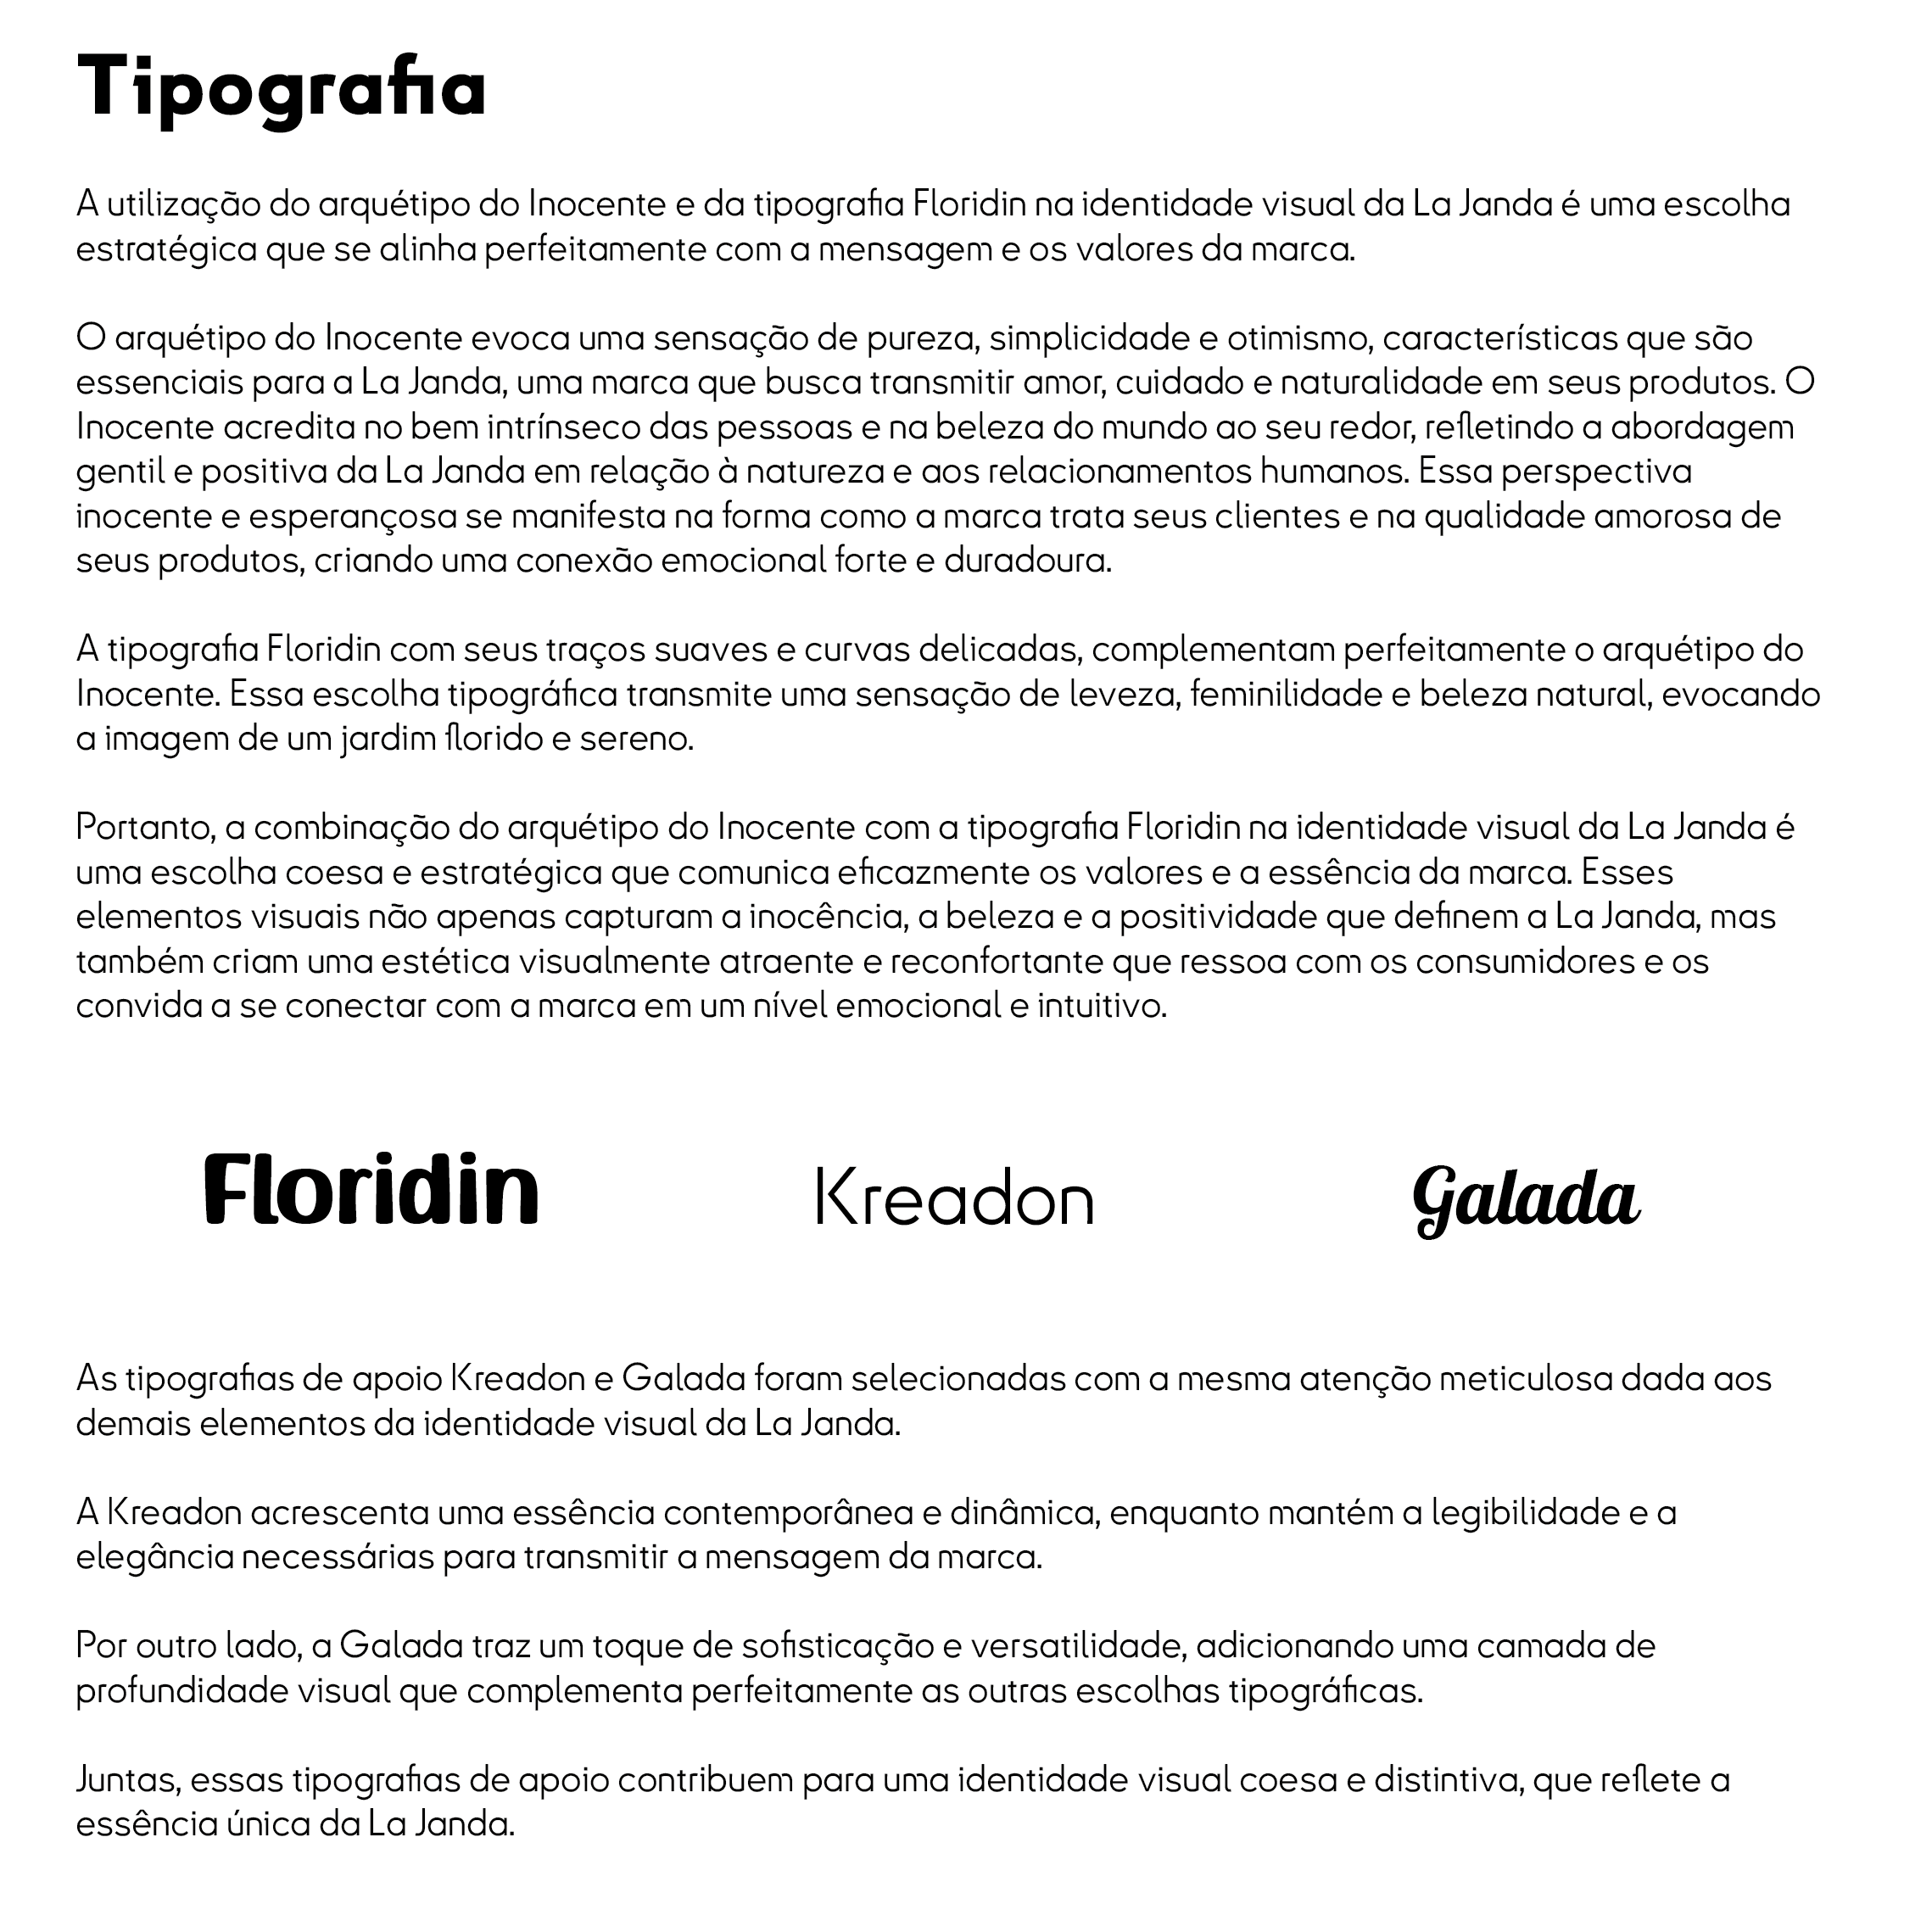 Tipografia
A utilização do arquétipo do Inocente e da tipografia Floridin na identidade visual da La Janda é uma escolha
estratégica que se alinha perfeitamente com a mensagem e os valores da marca.
O arquétipo do Inocente evoca uma sensação de pureza, simplicidade e otimismo, características que são
essenciais para a La Janda, uma marca que busca transmitir amor, cuidado e naturalidade em seus produtos. O
Inocente acredita no bem intrínseco das pessoas e na beleza do mundo ao seu redor, refletindo a abordagem
gentil e positiva da La Janda em relação à natureza e aos relacionamentos humanos. Essa perspectiva
inocente e esperançosa se manifesta na forma como a marca trata seus clientes e na qualidade amorosa de
seus produtos, criando uma conexão emocional forte e duradoura.
A tipografia Floridin com seus traços suaves e curvas delicadas, complementam perfeitamente o arquétipo do
Inocente. Essa escolha tipográfica transmite uma sensação de leveza, feminilidade e beleza natural, evocando
a imagem de um jardim florido e sereno.
Portanto, a combinação do arquétipo do Inocente com a tipografia Floridin na identidade visual da La Janda é
uma escolha coesa e estratégica que comunica eficazmente os valores e a essência da marca. Esses
elementos visuais não apenas capturam a inocência, a beleza e a positividade que definem a La Janda, mas
também criam uma estética visualmente atraente e reconfortante que ressoa com os consumidores e os
convida a se conectar com a marca em um nível emocional e intuitivo.
Floridin Kreadon Galada
As tipografias de apoio Kreadon e Galada foram selecionadas com a mesma atenção meticulosa dada aos
demais elementos da identidade visual da La Janda.
A Kreadon acrescenta uma essência contemporânea e dinâmica, enquanto mantém a legibilidade e a
elegância necessárias para transmitir a mensagem da marca.
Por outro lado, a Galada traz um toque de sofisticação e versatilidade, adicionando uma camada de
profundidade visual que complementa perfeitamente as outras escolhas tipográficas.
Juntas, essas tipografias de apoio contribuem para uma identidade visual coesa e distintiva, que reflete a
essência única da La Janda.